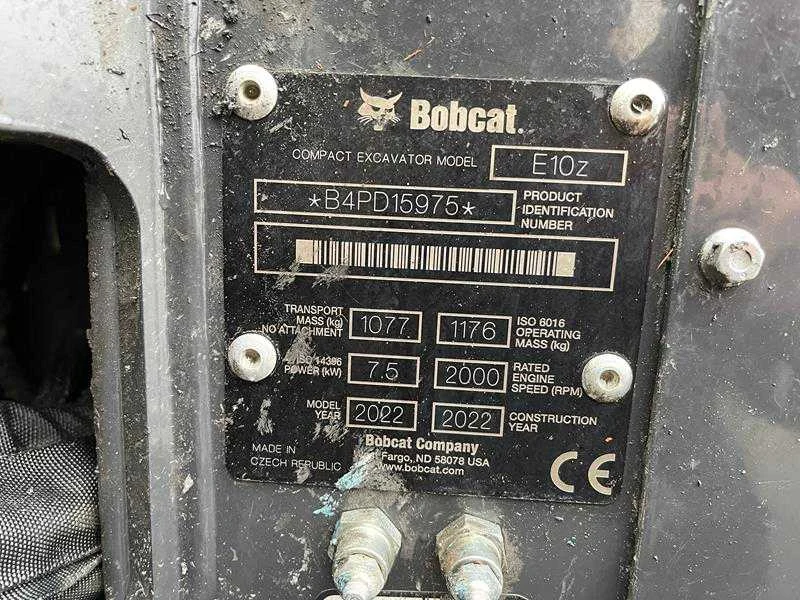 Bobcat.
COMPACT EXCAVATOR MODEL E10z
*B4PD15975* PRODUCT IDENTIFICATION NUMBER
TRANSPORT MASS (kg) NO ATTACHMENT 1077
1176 ISO 6016 OPERATING MASS (kg)
ISO 14396 POWER (kW) 7.5
2000 RATED ENGINE SPEED (RPM)
MODEL YEAR 2022
2022 CONSTRUCTION YEAR
Bobcat Company
Fargo, ND 58078 USA
www.bobcat.com
MADE IN
CZECH REPUBLIC
CE